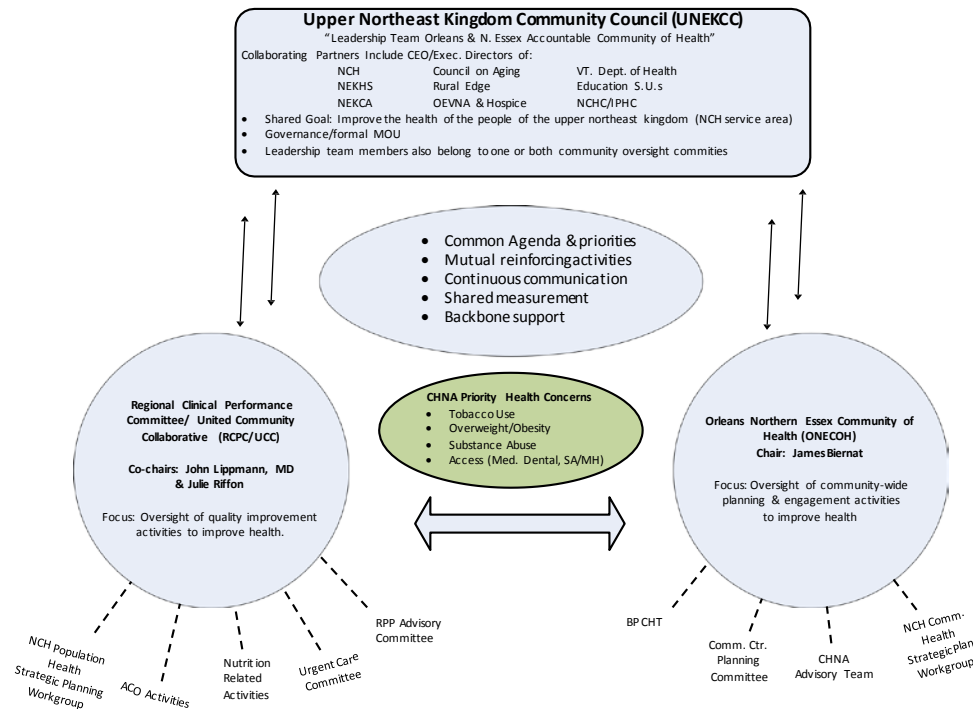 Upper Northeast Kingdom Community Council (UNEKCC)
“Leadership Team Orleans & N. Essex Accountable Community of Health”
Collaborating Partners Include CEO/Exec. Directors of:
NCH Council on Aging VT. Dept. of Health
NEKHS Rural Edge Education S.U.s
NEKCA OEVNA & Hospice NCHC/IPHC
• Shared Goal: Improve the health of the people of the upper northeast kingdom (NCH service area)
• Governance/formal MOU
• Leadership team members also belong to one or both community oversight commities
• Common Agenda & priorities
• Mutual reinforcing activities
• Continuous communication
• Shared measurement
• Backbone support
CHNA Priority Health Concerns
• Tobacco Use
• Overweight/Obesity
• Substance Abuse
• Access (Med. Dental, SA/MH)
Regional Clinical Performance
Committee/ United Community
Collaborative (RCPC/UCC)
Co-chairs: John Lippmann, MD
& Julie Riffon
Focus: Oversight of quality improvement
activities to improve health.
Orleans Northern Essex Community of
Health (ONECOH)
Chair: James Biernat
Focus: Oversight of community-wide
planning & engagement activities
to improve health
NCH Population
Health
Strategic Planning
Workgroup
ACO Activities
Nutrition
Related
Activities
Urgent Care
Committee
RPP Advisory
Committee
BP CHT
Comm. Ctr.
Planning
Committee
CHNA
Advisory Team
NCH Comm.
Health
Strategic Plan
Workgroup